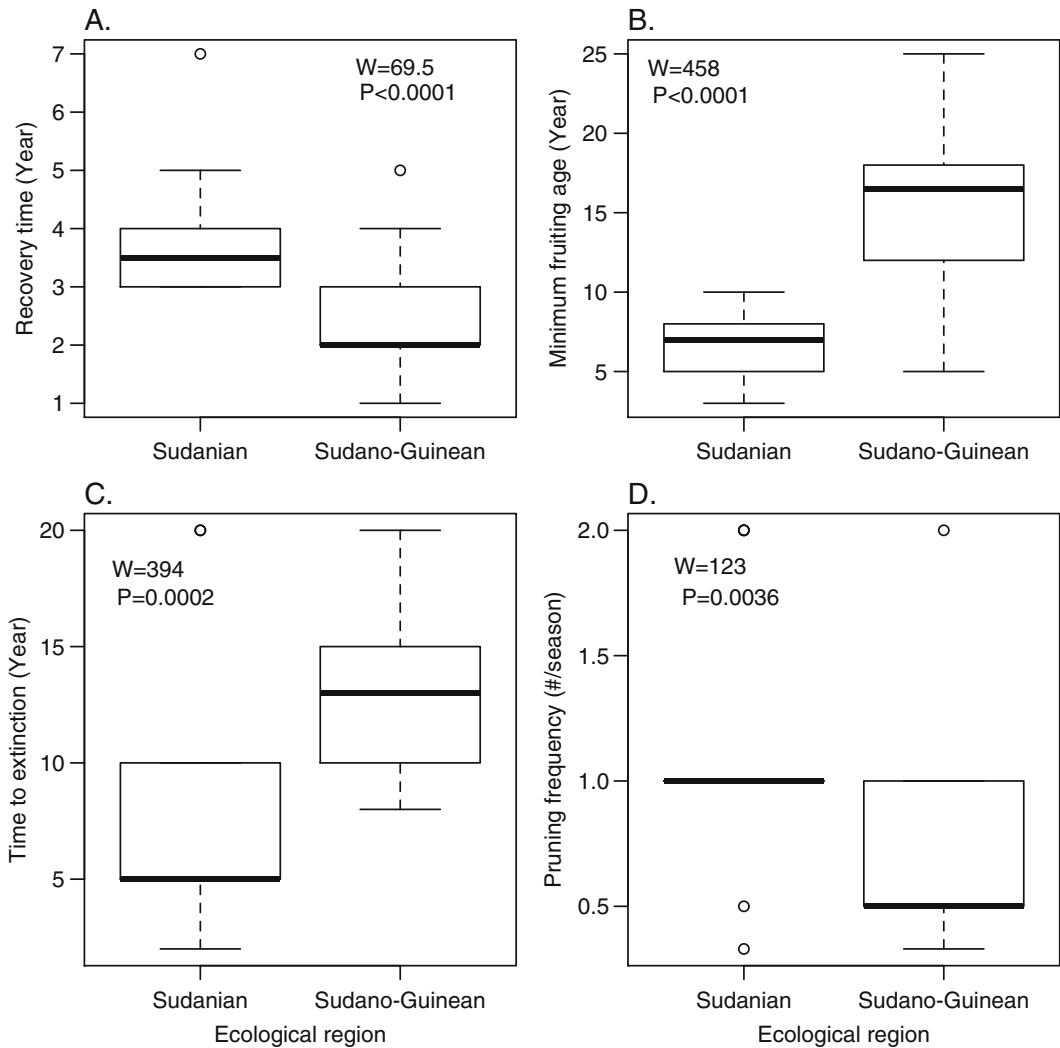 A.
Recovery time (Year)
7
6
5
4
3
2
1
W=69.5
P<0.0001
Sudanian
Sudano-Guinean
B.
Minimum fruiting age (Year)
25
20
15
10
5
W=458
P<0.0001
Sudanian
Sudano-Guinean
C.
Time to extinction (Year)
20
15
10
5
W=394
P=0.0002
Sudanian
Sudano-Guinean
Ecological region
D.
Pruning frequency (#/season)
2.0
1.5
1.0
0.5
W=123
P=0.0036
Sudanian
Sudano-Guinean
Ecological region